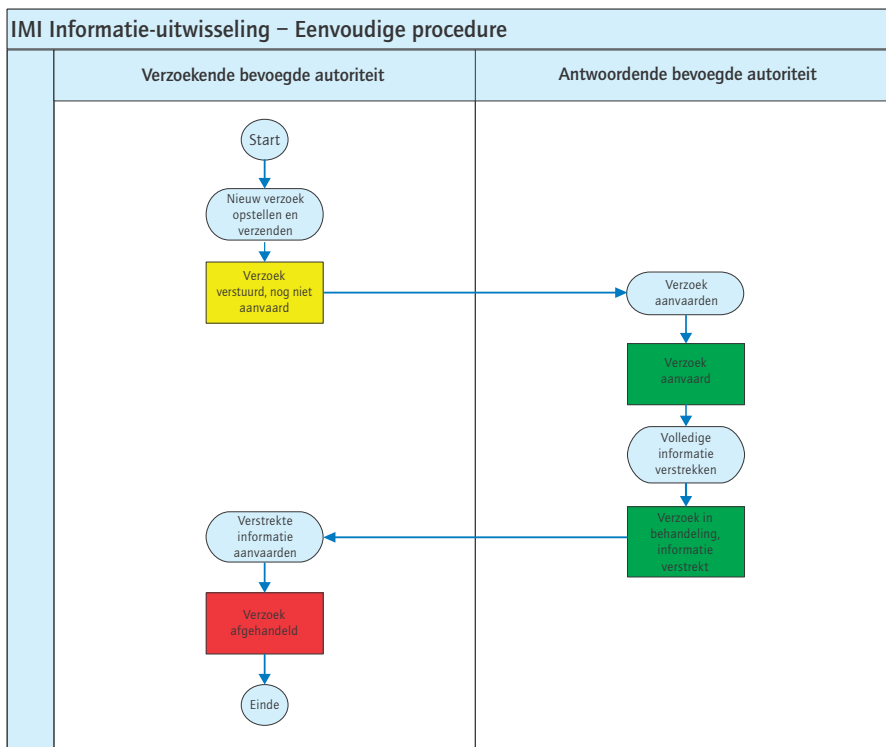 IMI Informatie-uitwisseling – Eenvoudige procedure
Verzoekende bevoegde autoriteit
Antwoordende bevoegde autoriteit
Start
Nieuw verzoek
opstellen en
verzenden
Verzoek
verstuurd, nog niet
aanvaard
Verzoek
aanvaarden
Verzoek
aanvaard
Volledige
informatie
verstrekken
Verzoek in
behandeling,
informatie
verstrekt
Verstrekte
informatie
aanvaarden
Verzoek
afgehandeld
Einde